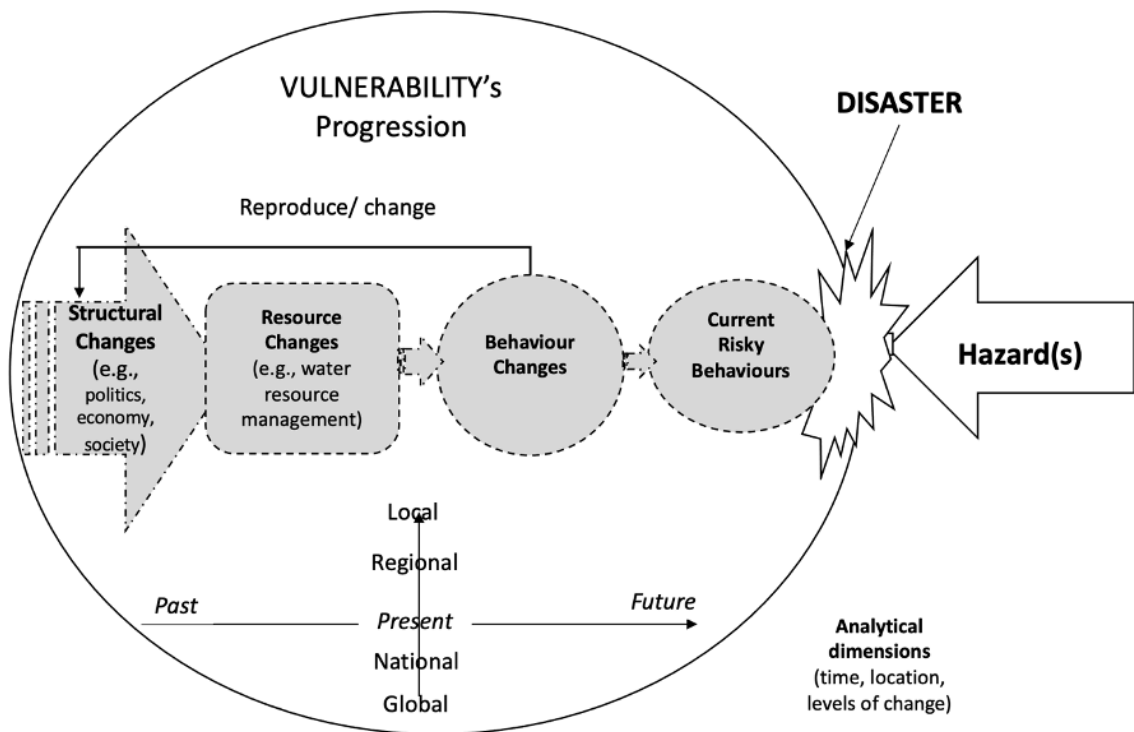 VULNERABILITY's
Progression
DISASTER
Reproduce/ change
Structural
Changes
(e.g.,
politics,
economy,
society)
Resource
Changes
(e.g., water
resource
management)
Behaviour
Changes
Current
Risky
Behaviours
Hazard(s)
Local
Regional
Past
Present
Future
National
Global
Analytical
dimensions
(time, location,
levels of change)